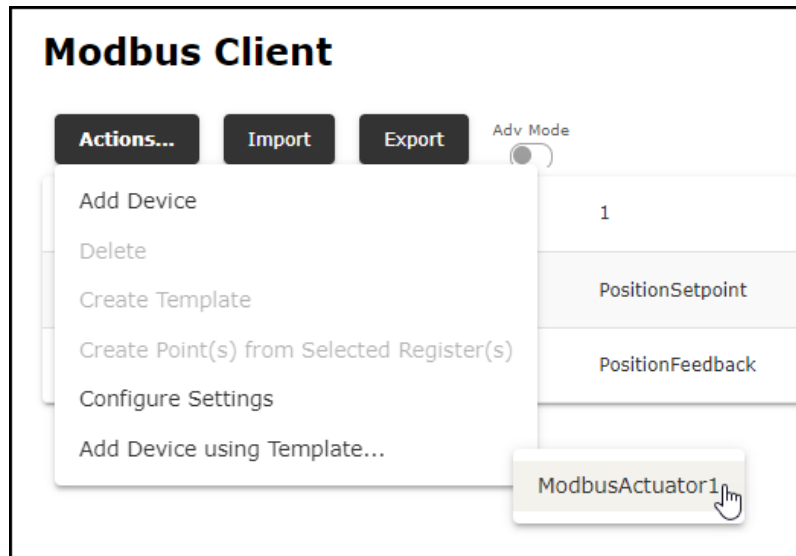 Modbus Client
Actions... Import Export Adv Mode
Add Device
1
Delete
Create Template
PositionSetpoint
Create Point(s) from Selected Register(s)
PositionFeedback
Configure Settings
Add Device using Template...
ModbusActuator1